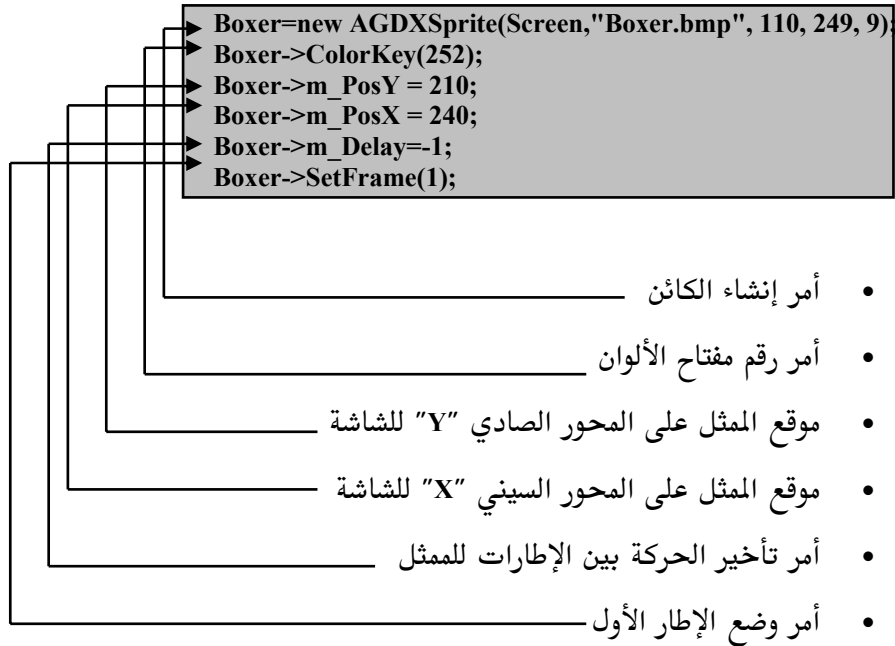 Boxer=new AGDXSprite(Screen,"Boxer.bmp", 110, 249, 9);
Boxer->ColorKey(252);
Boxer->m_PosY = 210;
Boxer->m_PosX = 240;
Boxer->m_Delay=-1;
Boxer->SetFrame(1);
• أمر إنشاء الكائن
• أمر رقم مفتاح الألوان
• موقع الممثل على المحور الصادي "Y" للشاشة
• موقع الممثل على المحور السيني "X" للشاشة
• أمر تأخير الحركة بين الإطارات للممثل
• أمر وضع الإطار الأول